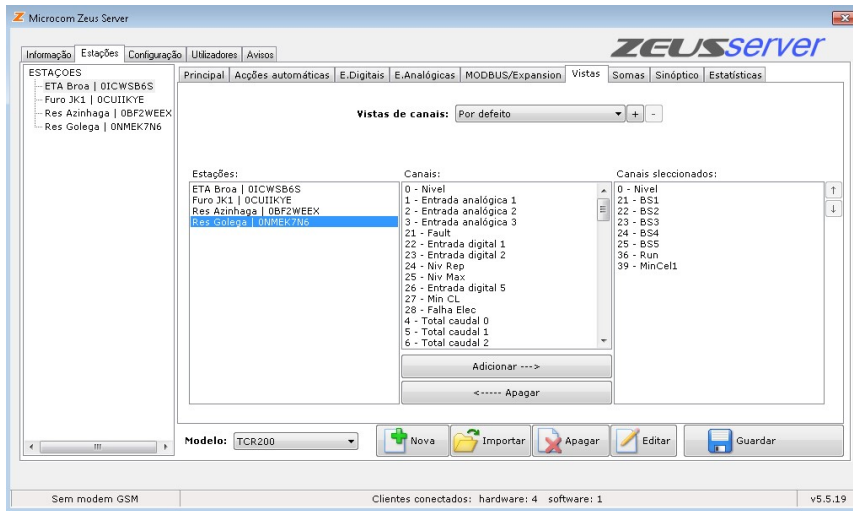 Microcom Zeus Server
ZEUSserver
Informação Estações Configuração Utilizadores Avisos
ESTAÇOES
ETA Broa | 0ICWSB6S
Furo JK1 | 0CUIIKYE
Res Azinhaga | 0BF2WEEX
Res Golega | 0NMEK7N6
Principal Acções automáticas E.Digitais E.Analógicas MODBUS/Expansion Vistas Somas Sinóptico Estatísticas
Vistas de canais: Por defeito + -
Estações:
ETA Broa | 0ICWSB6S
Furo JK1 | 0CUIIKYE
Res Azinhaga | 0BF2WEEX
Res Golega | 0NMEK7N6
Canais:
0 - Nivel
1 - Entrada analógica 1
2 - Entrada analógica 2
3 - Entrada analógica 3
21 - Fault
22 - Entrada digital 1
23 - Entrada digital 2
24 - Niv Rep
25 - Niv Max
26 - Entrada digital 5
27 - Min CL
28 - Falha Elec
4 - Total caudal 0
5 - Total caudal 1
6 - Total caudal 2
Adicionar --->
<----- Apagar
Canais sleccionados:
0 - Nivel
21 - BS1
22 - BS2
23 - BS3
24 - BS4
25 - BS5
36 - Run
39 - MinCel1
Modelo: TCR200 Nova Importar Apagar Editar Guardar
Sem modem GSM Clientes conectados: hardware: 4 software: 1 v5.5.19